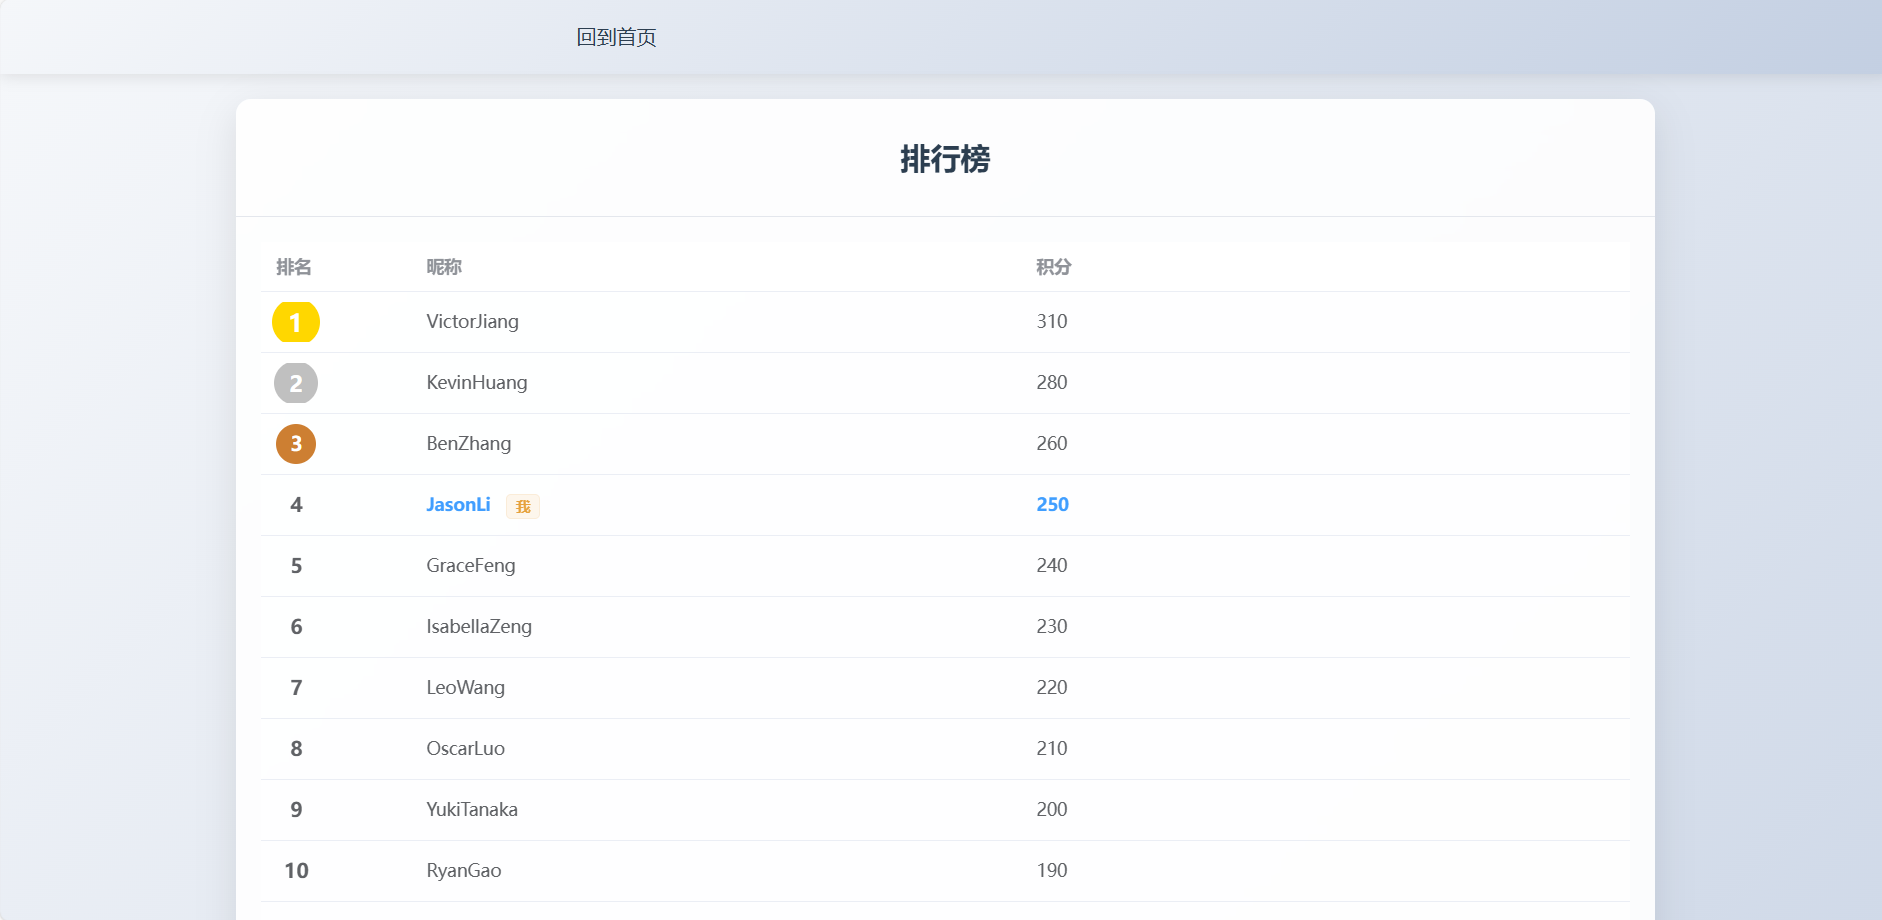 回到首页
排行榜
排名 昵称 积分
1 VictorJiang 310
2 KevinHuang 280
3 BenZhang 260
4 JasonLi 我 250
5 GraceFeng 240
6 IsabellaZeng 230
7 LeoWang 220
8 OscarLuo 210
9 YukiTanaka 200
10 RyanGao 190